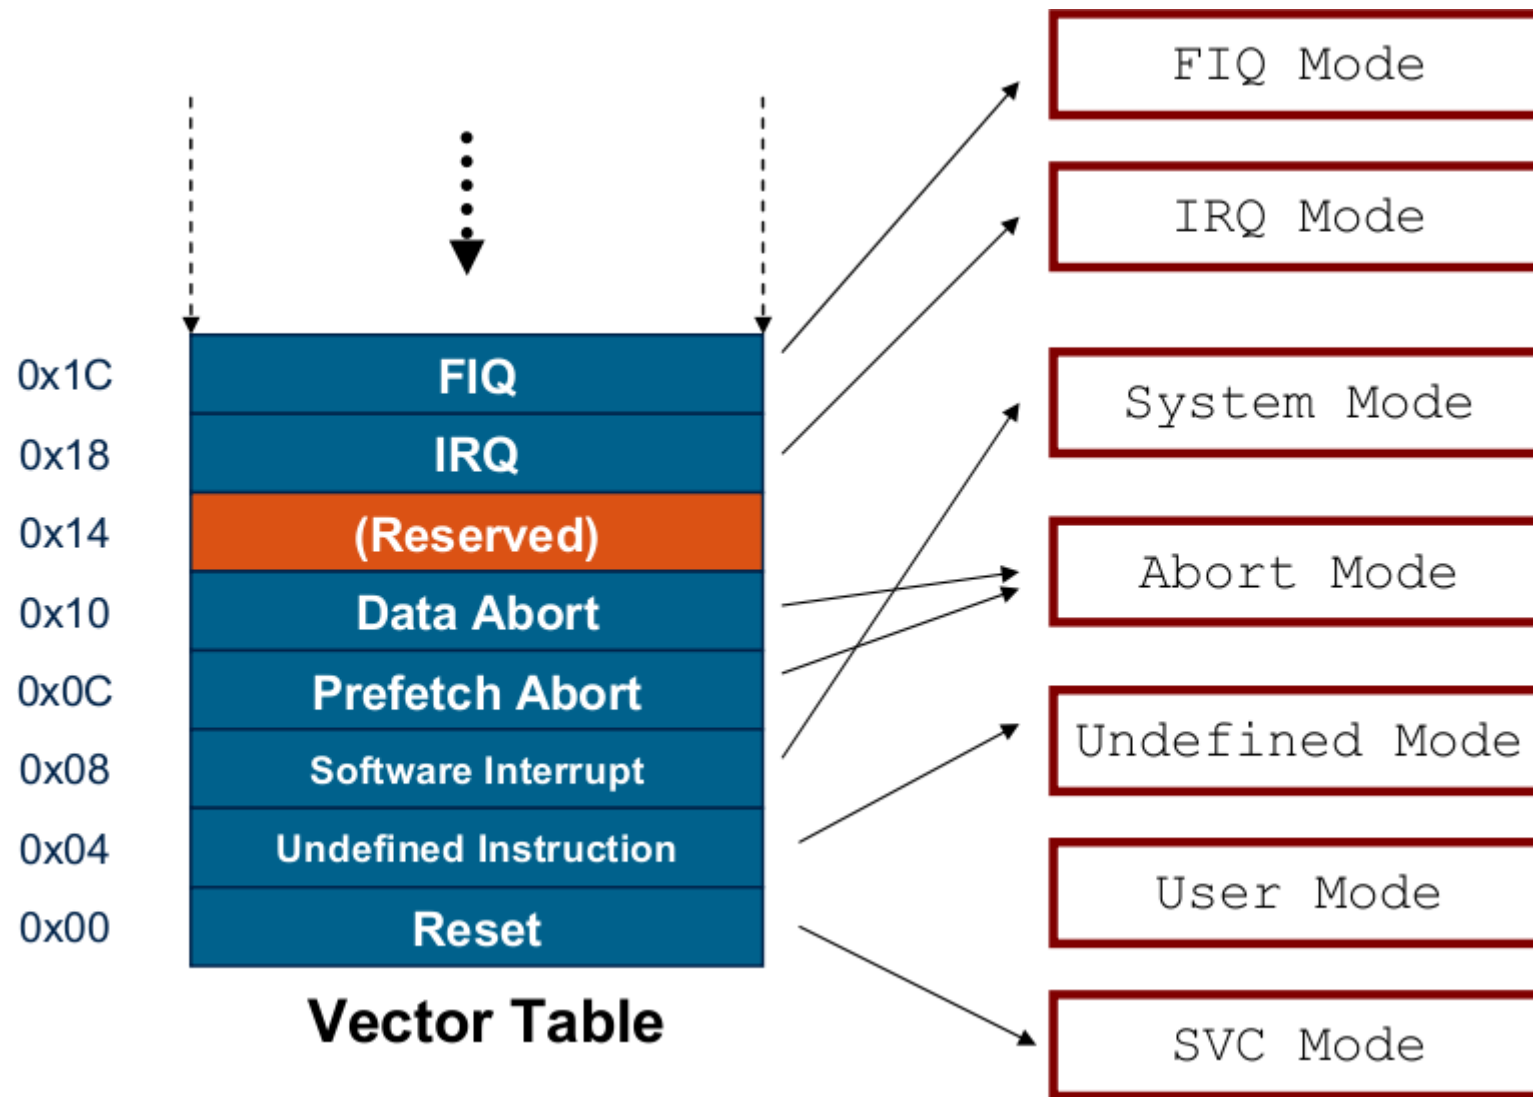 FIQ Mode
IRQ Mode
0x1C FIQ
System Mode
0x18 IRQ
0x14 (Reserved)
Abort Mode
0x10 Data Abort
0x0C Prefetch Abort
Undefined Mode
0x08 Software Interrupt
0x04 Undefined Instruction
User Mode
0x00 Reset
Vector Table
SVC Mode